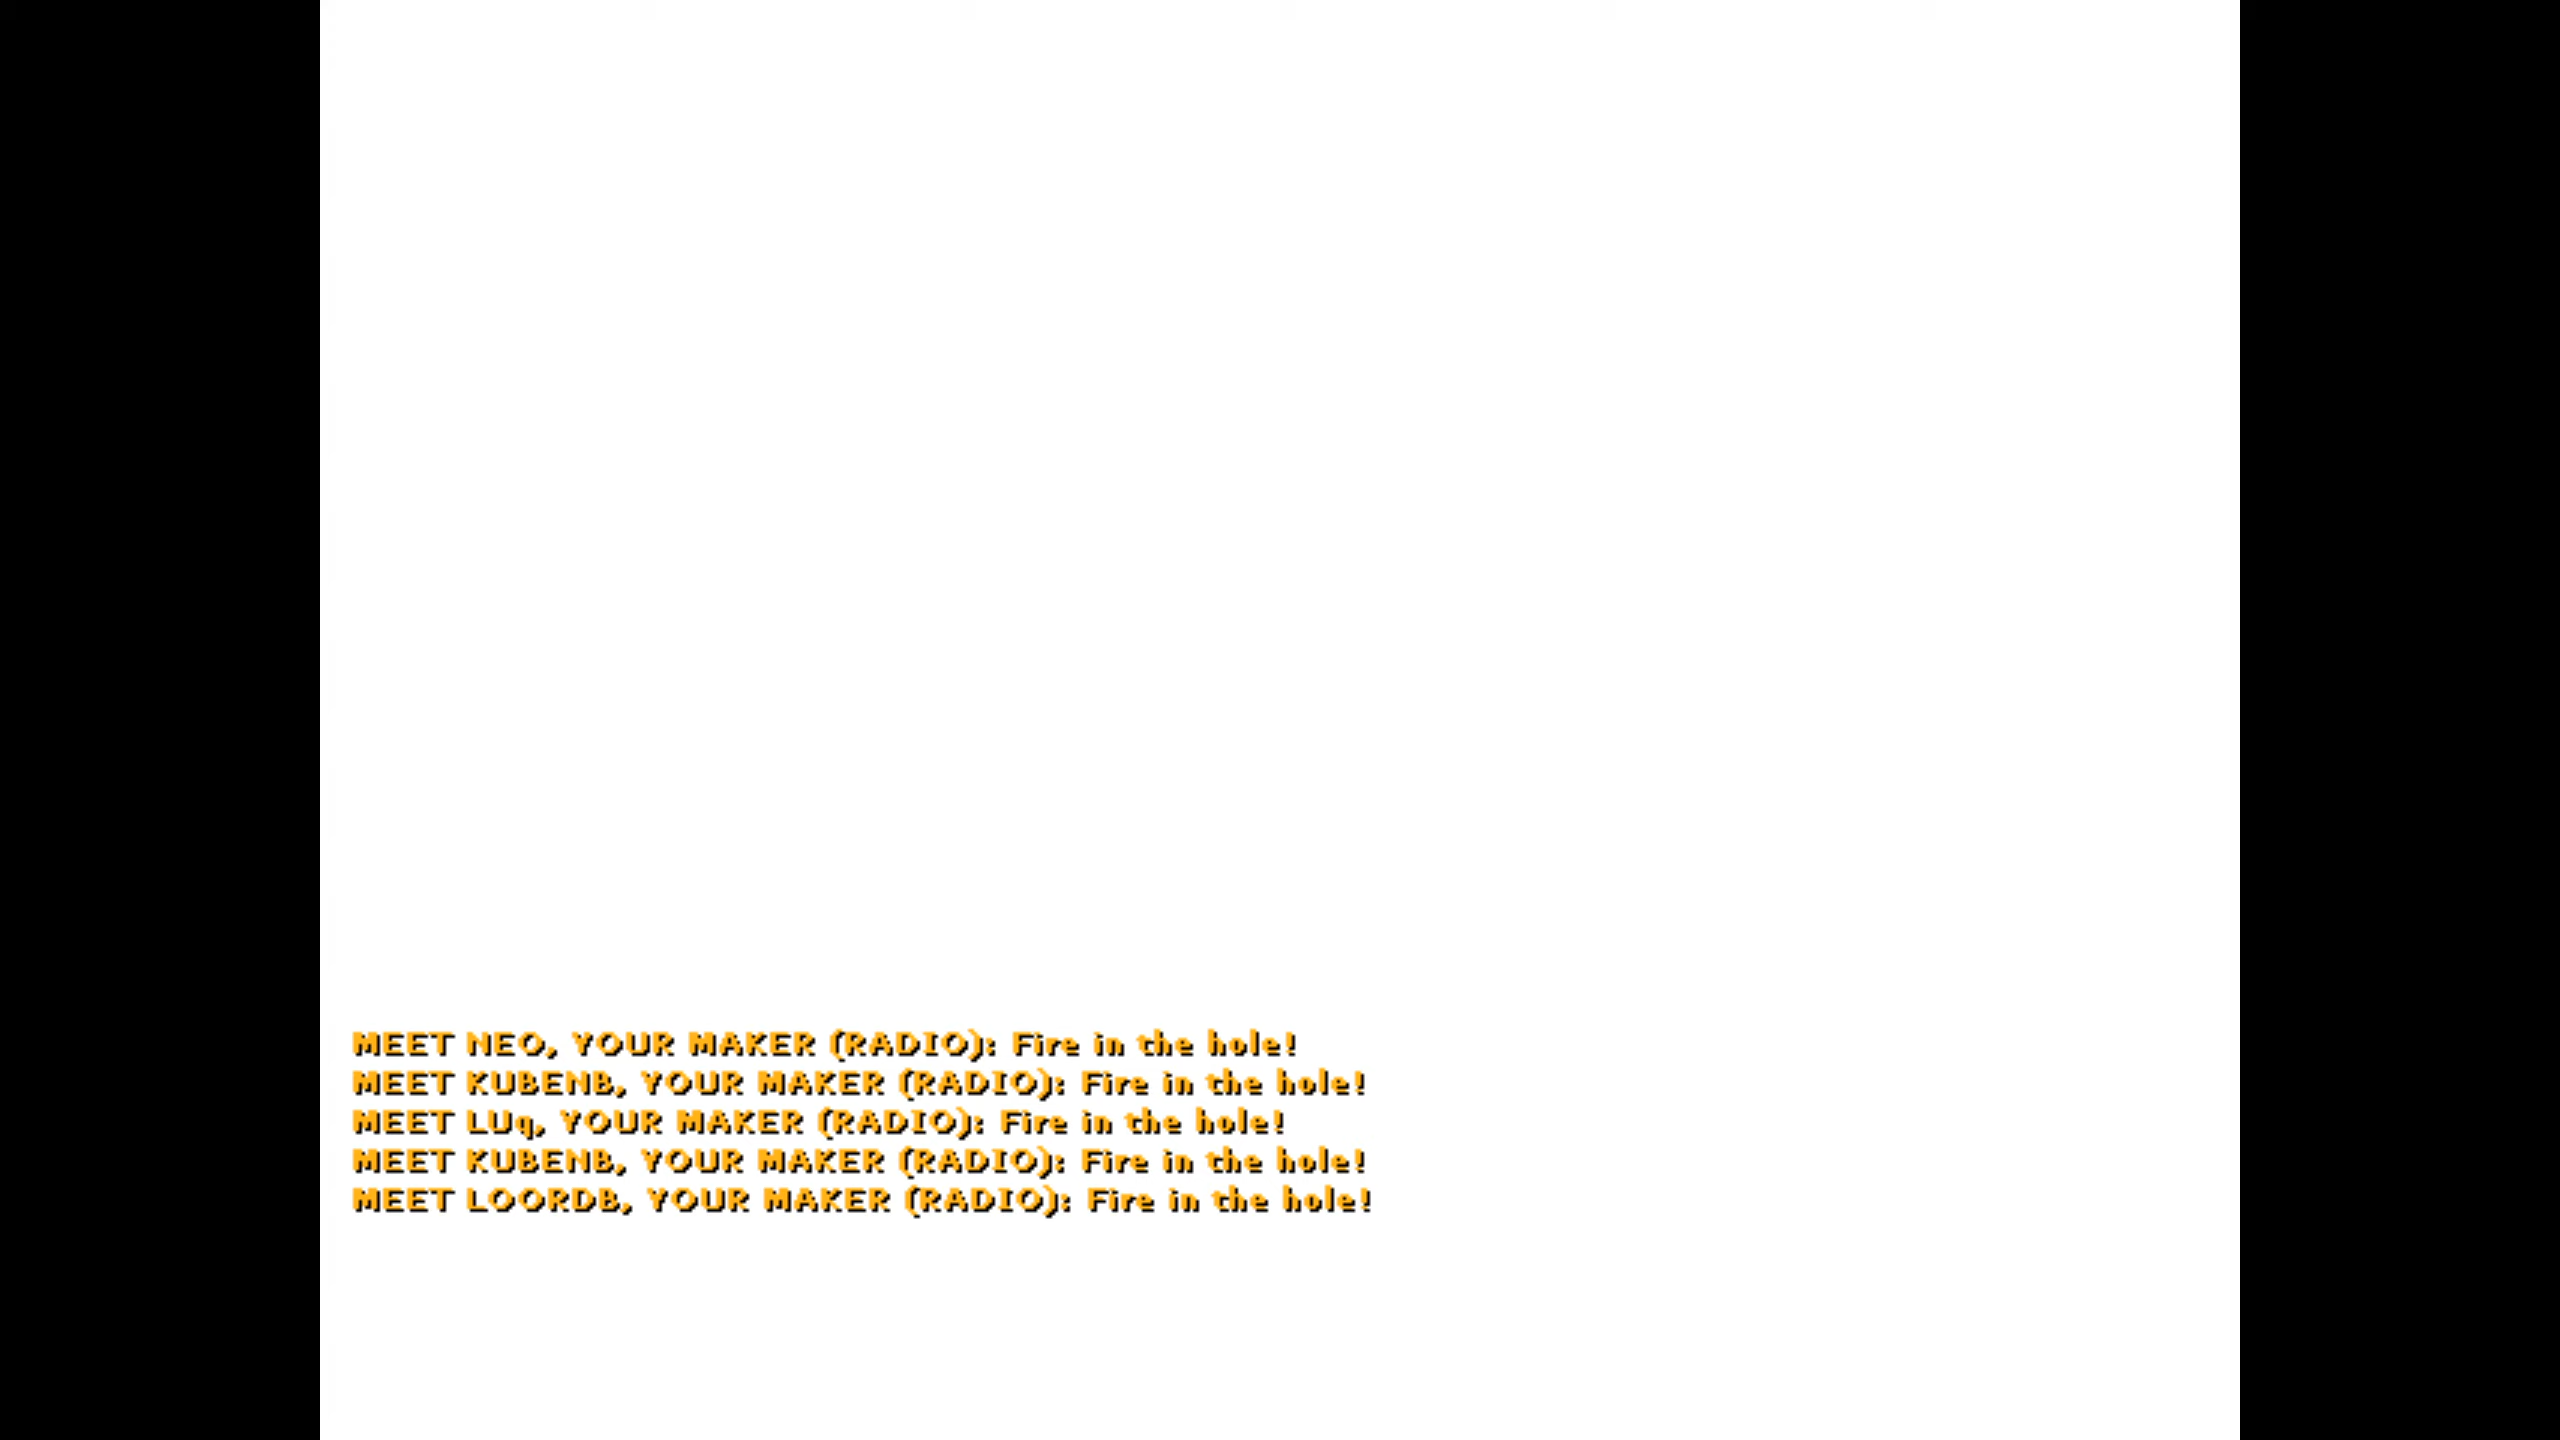 MEET NEO, YOUR MAKER (RADIO): Fire in the hole!
MEET KUBENB, YOUR MAKER (RADIO): Fire in the hole!
MEET LUq, YOUR MAKER (RADIO): Fire in the hole!
MEET KUBENB, YOUR MAKER (RADIO): Fire in the hole!
MEET LOORDB, YOUR MAKER (RADIO): Fire in the hole!